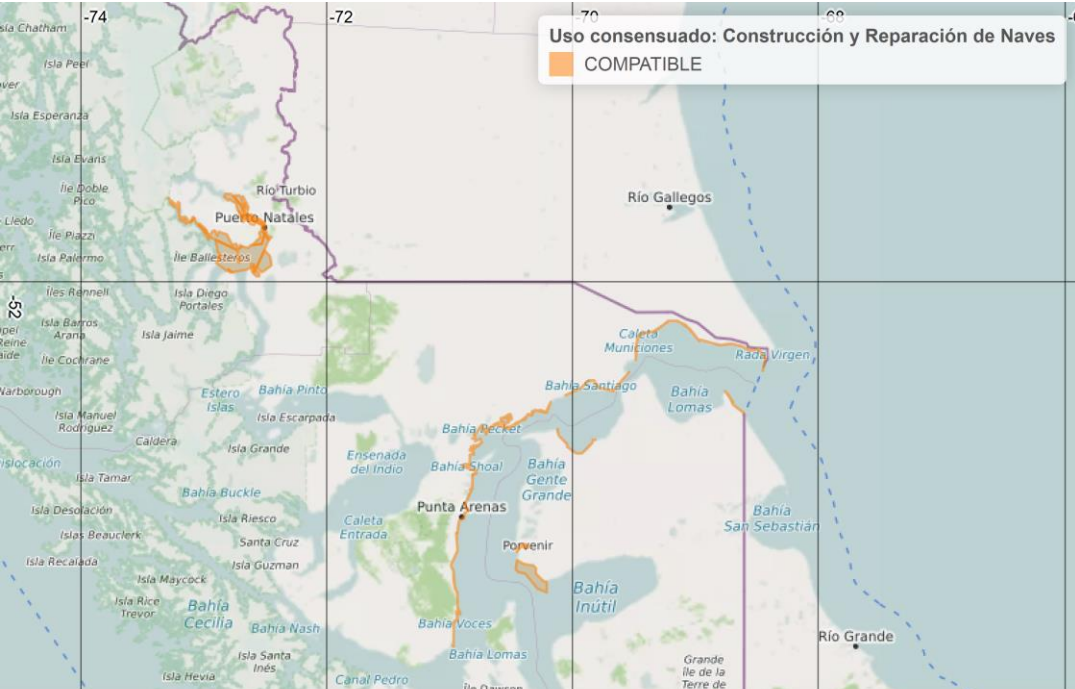 -74
-72
-70
-68
Uso consensuado: Construcción y Reparación de Naves
COMPATIBLE
Isla Chatham
Isla Peel
Isla Esperanza
Isla Evans
Île Doble
Pico
Río Turbio
Río Gallegos
Puerto Natales
Lledo
Île Piazzi
Isla Palermo
Île Ballesteros
-52
Îles Rennell
Isla Diego
Portales
Isla Barros
Arana
Isla Jaime
Île Cochrane
Caleta
Municiones
Rada Virgen
Narborough
Estero
Islas
Bahía Pinto
Bahía Santiago
Bahía
Lomas
Isla Manuel
Rodriguez
Isla Escarpada
Caldera
Bahía Pecket
Isla Grande
Ensenada
del Indio
Bahía Shoal
Bahía
Gente
Grande
Isla Tamar
Bahía Buckle
Isla Desolación
Isla Riesco
Punta Arenas
Caleta
Entrada
Bahía
San Sebastián
Islas Beauclerk
Santa Cruz
Porvenir
Isla Recalada
Isla Guzman
Isla Maycock
Bahía
Inútil
Isla Rice
Trevor
Bahía
Cecilia
Bahía Nash
Bahía Voces
Río Grande
Isla Santa
Inés
Bahía Lomas
Isla Hevia
Canal Pedro
Grande
île de la
Terre de
Île Dawson